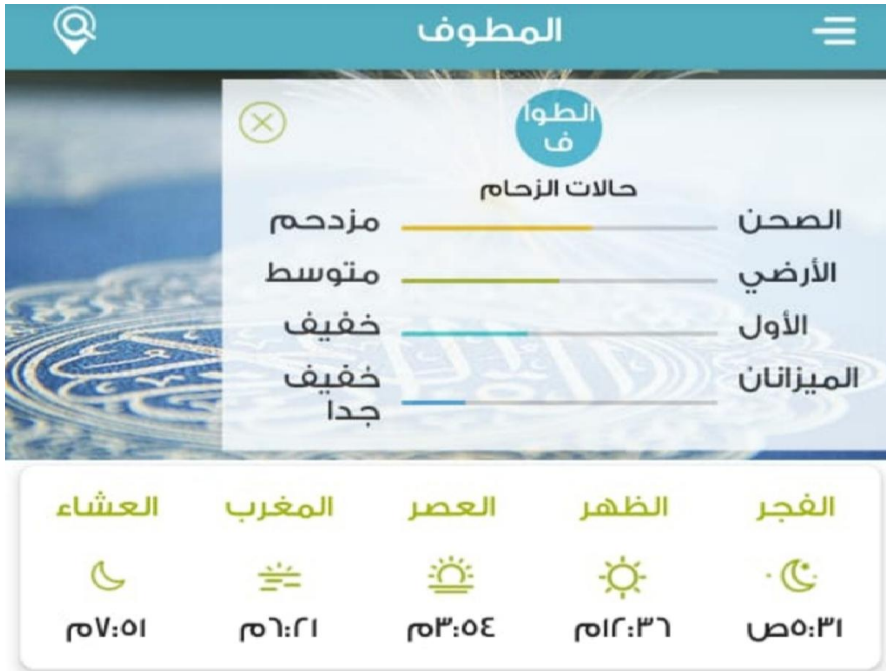 المطوف
الطوا
ف
حالات الزحام
الصحن مزدحم
الأرضي متوسط
الأول خفيف
الميزانان خفيف
جدا
الفجر الظهر العصر المغرب العشاء
٥:٣١ص ١٢:٣٦م ٣:٥٤م ٦:٢١م ٧:٥١م